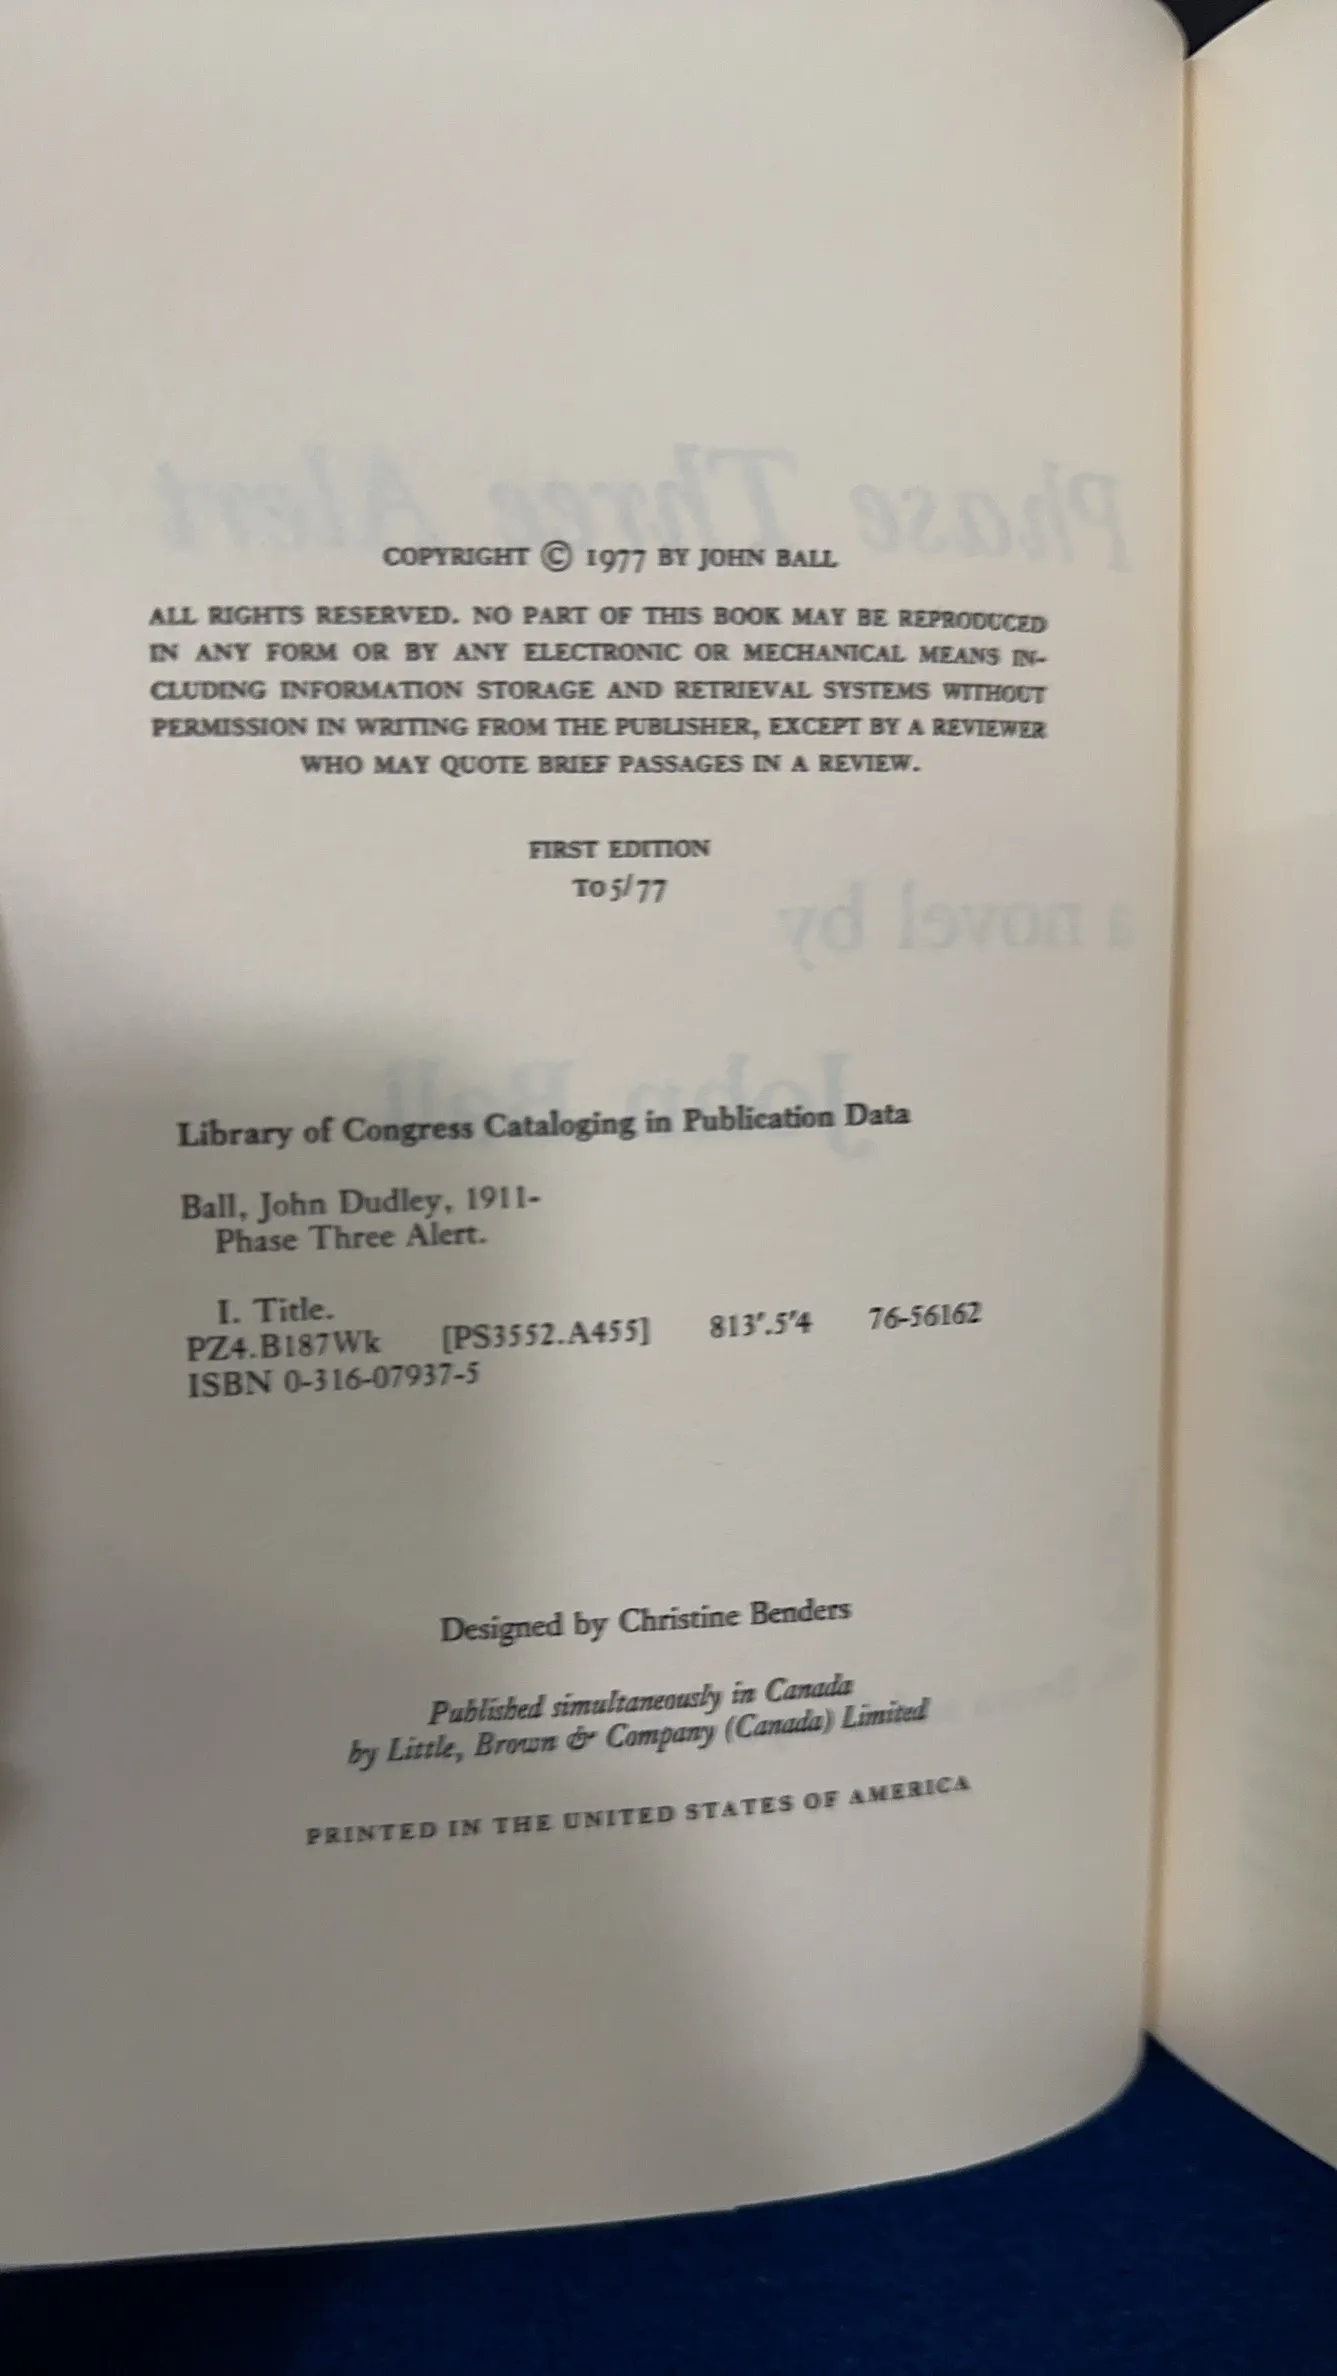 COPYRIGHT © 1977 BY JOHN BALL
ALL RIGHTS RESERVED. NO PART OF THIS BOOK MAY BE REPRODUCED
IN ANY FORM OR BY ANY ELECTRONIC OR MECHANICAL MEANS IN-
CLUDING INFORMATION STORAGE AND RETRIEVAL SYSTEMS WITHOUT
PERMISSION IN WRITING FROM THE PUBLISHER, EXCEPT BY A REVIEWER
WHO MAY QUOTE BRIEF PASSAGES IN A REVIEW.
FIRST EDITION
T05/77
Library of Congress Cataloging in Publication Data
Ball, John Dudley, 1911-
Phase Three Alert.
I. Title.
PZ4.B187Wk [PS3552.A455] 813'.5'4 76-56162
ISBN 0-316-07937-5
Designed by Christine Benders
Published simultaneously in Canada
by Little, Brown & Company (Canada) Limited
PRINTED IN THE UNITED STATES OF AMERICA